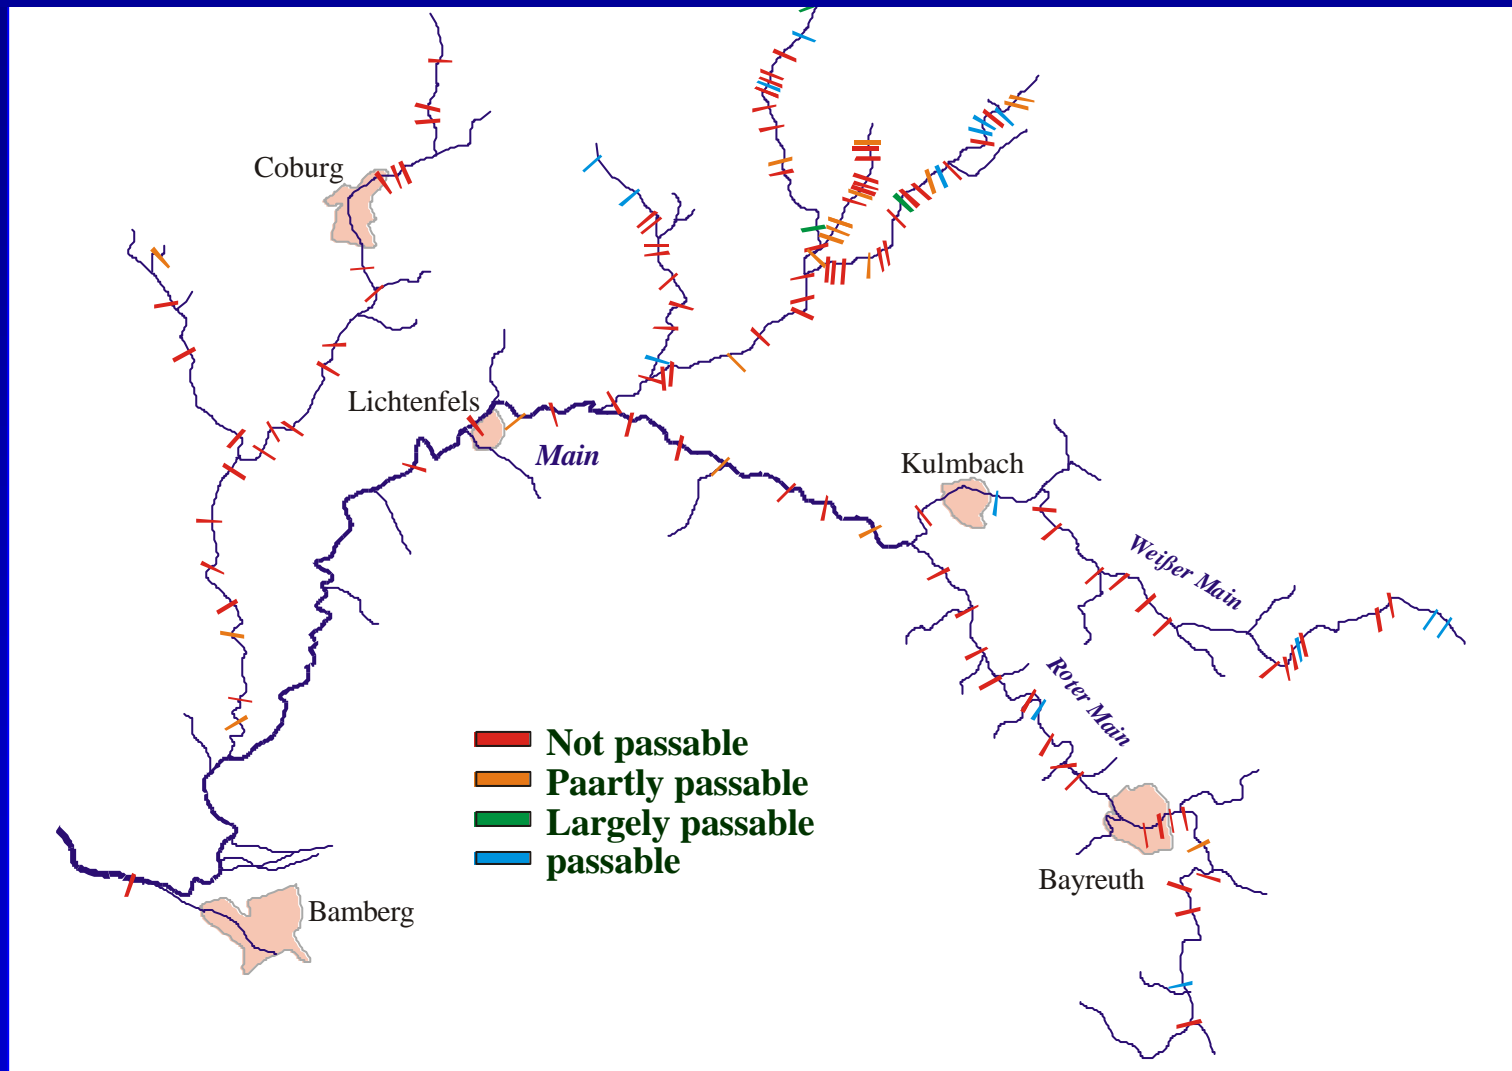 Coburg
Lichtenfels
Main
Kulmbach
Weißer Main
Roter Main
Not passable
Paartly passable
Largely passable
passable
Bayreuth
Bamberg